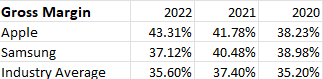 Gross Margin 2022 2021 2020
Apple 43.31% 41.78% 38.23%
Samsung 37.12% 40.48% 38.98%
Industry Average 35.60% 37.40% 35.20%